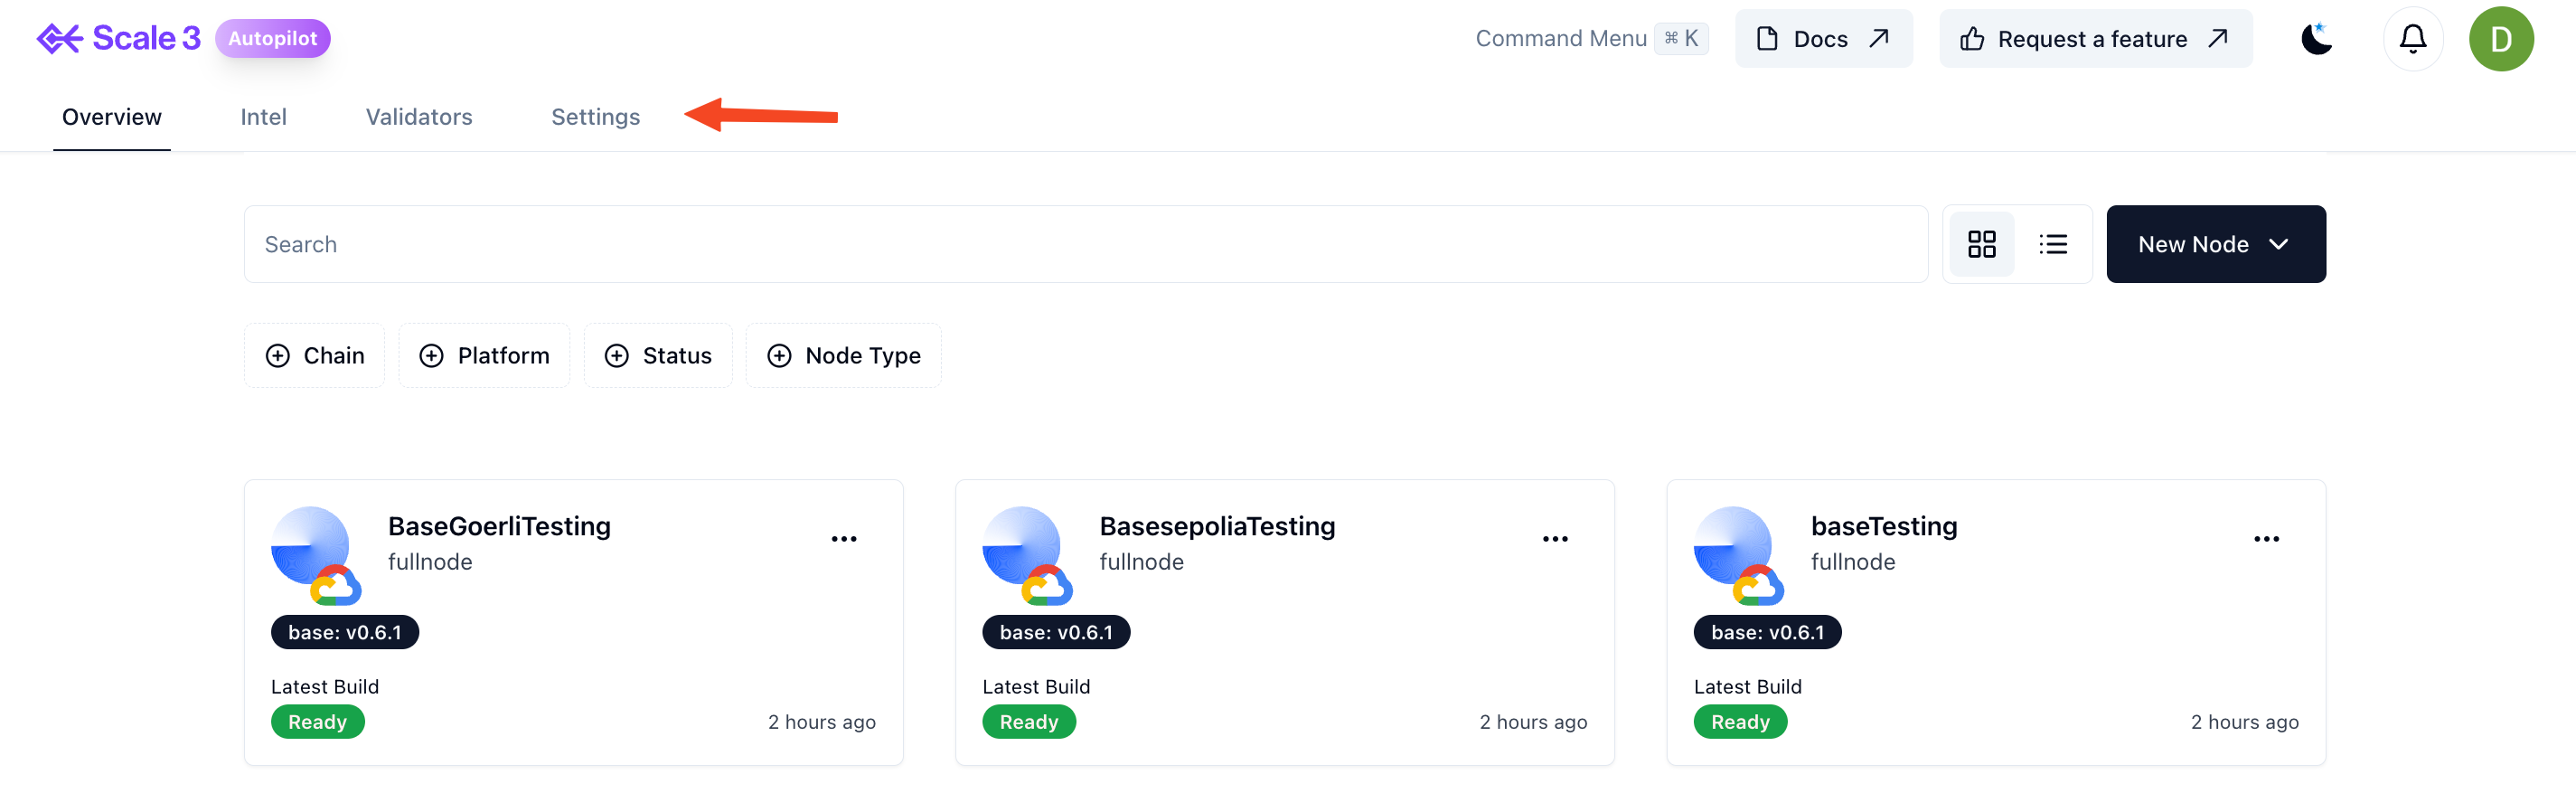 Scale 3 Autopilot Command Menu ⌘ K Docs Request a feature D
Overview Intel Validators Settings
Search New Node
Chain Platform Status Node Type
BaseGoerliTesting
fullnode
base: v0.6.1
Latest Build
Ready 2 hours ago
BasesepoliaTesting
fullnode
base: v0.6.1
Latest Build
Ready 2 hours ago
baseTesting
fullnode
base: v0.6.1
Latest Build
Ready 2 hours ago